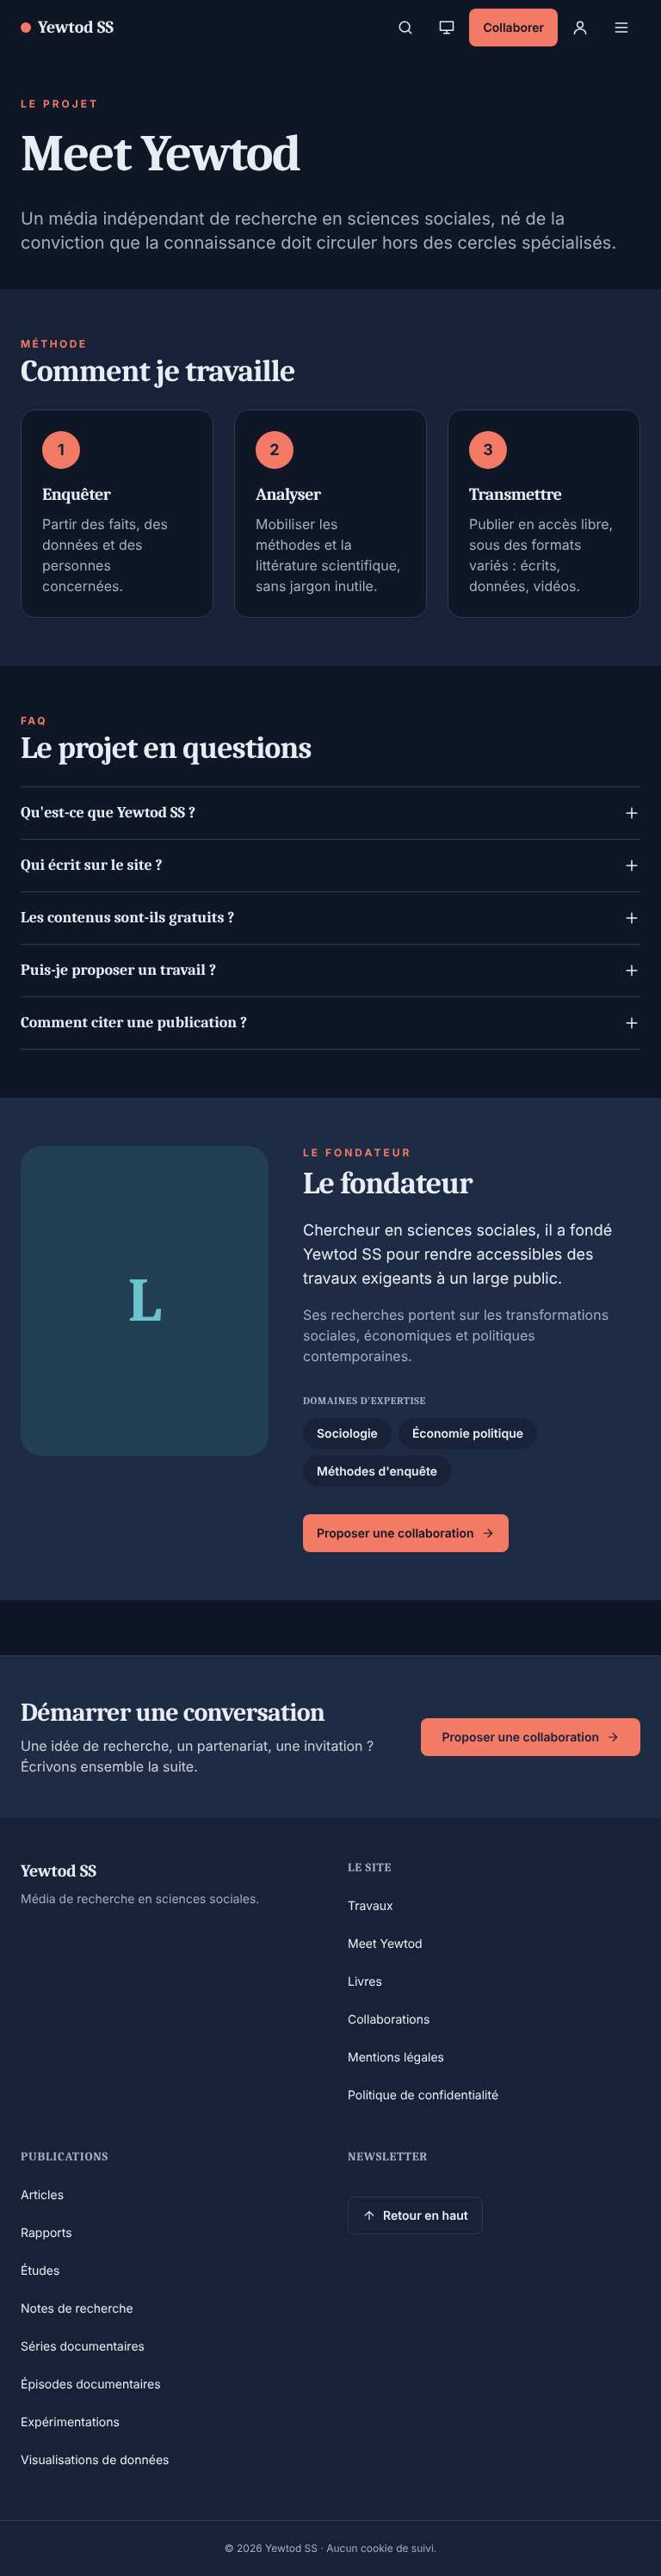 Yewtod SS
Collaborer
LE PROJET
Meet Yewtod
Un média indépendant de recherche en sciences sociales, né de la
conviction que la connaissance doit circuler hors des cercles spécialisés.
MÉTHODE
Comment je travaille
1
Enquêter
Partir des faits, des
données et des
personnes
concernées.
2
Analyser
Mobiliser les
méthodes et la
littérature scientifique,
sans jargon inutile.
3
Transmettre
Publier en accès libre,
sous des formats
variés : écrits,
données, vidéos.
FAQ
Le projet en questions
Qu'est-ce que Yewtod SS ?
Qui écrit sur le site ?
Les contenus sont-ils gratuits ?
Puis-je proposer un travail ?
Comment citer une publication ?
L
LE FONDATEUR
Le fondateur
Chercheur en sciences sociales, il a fondé
Yewtod SS pour rendre accessibles des
travaux exigeants à un large public.
Ses recherches portent sur les transformations
sociales, économiques et politiques
contemporaines.
DOMAINES D'EXPERTISE
Sociologie
Économie politique
Méthodes d'enquête
Proposer une collaboration
Démarrer une conversation
Une idée de recherche, un partenariat, une invitation ?
Écrivons ensemble la suite.
Proposer une collaboration
Yewtod SS
Média de recherche en sciences sociales.
LE SITE
Travaux
Meet Yewtod
Livres
Collaborations
Mentions légales
Politique de confidentialité
PUBLICATIONS
Articles
Rapports
Études
Notes de recherche
Séries documentaires
Épisodes documentaires
Expérimentations
Visualisations de données
NEWSLETTER
Retour en haut
© 2026 Yewtod SS · Aucun cookie de suivi.